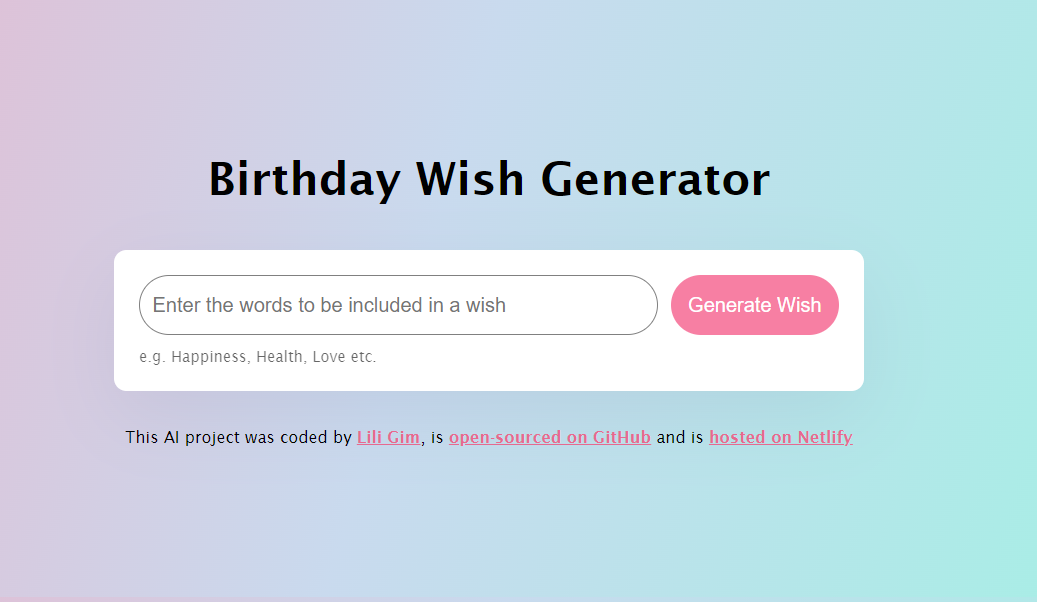 Birthday Wish Generator
Enter the words to be included in a wish
Generate Wish
e.g. Happiness, Health, Love etc.
This AI project was coded by Lili Gim, is open-sourced on GitHub and is hosted on Netlify